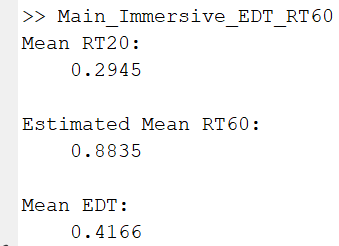 >> Main_Immersive_EDT_RT60
Mean RT20:
0.2945
Estimated Mean RT60:
0.8835
Mean EDT:
0.4166